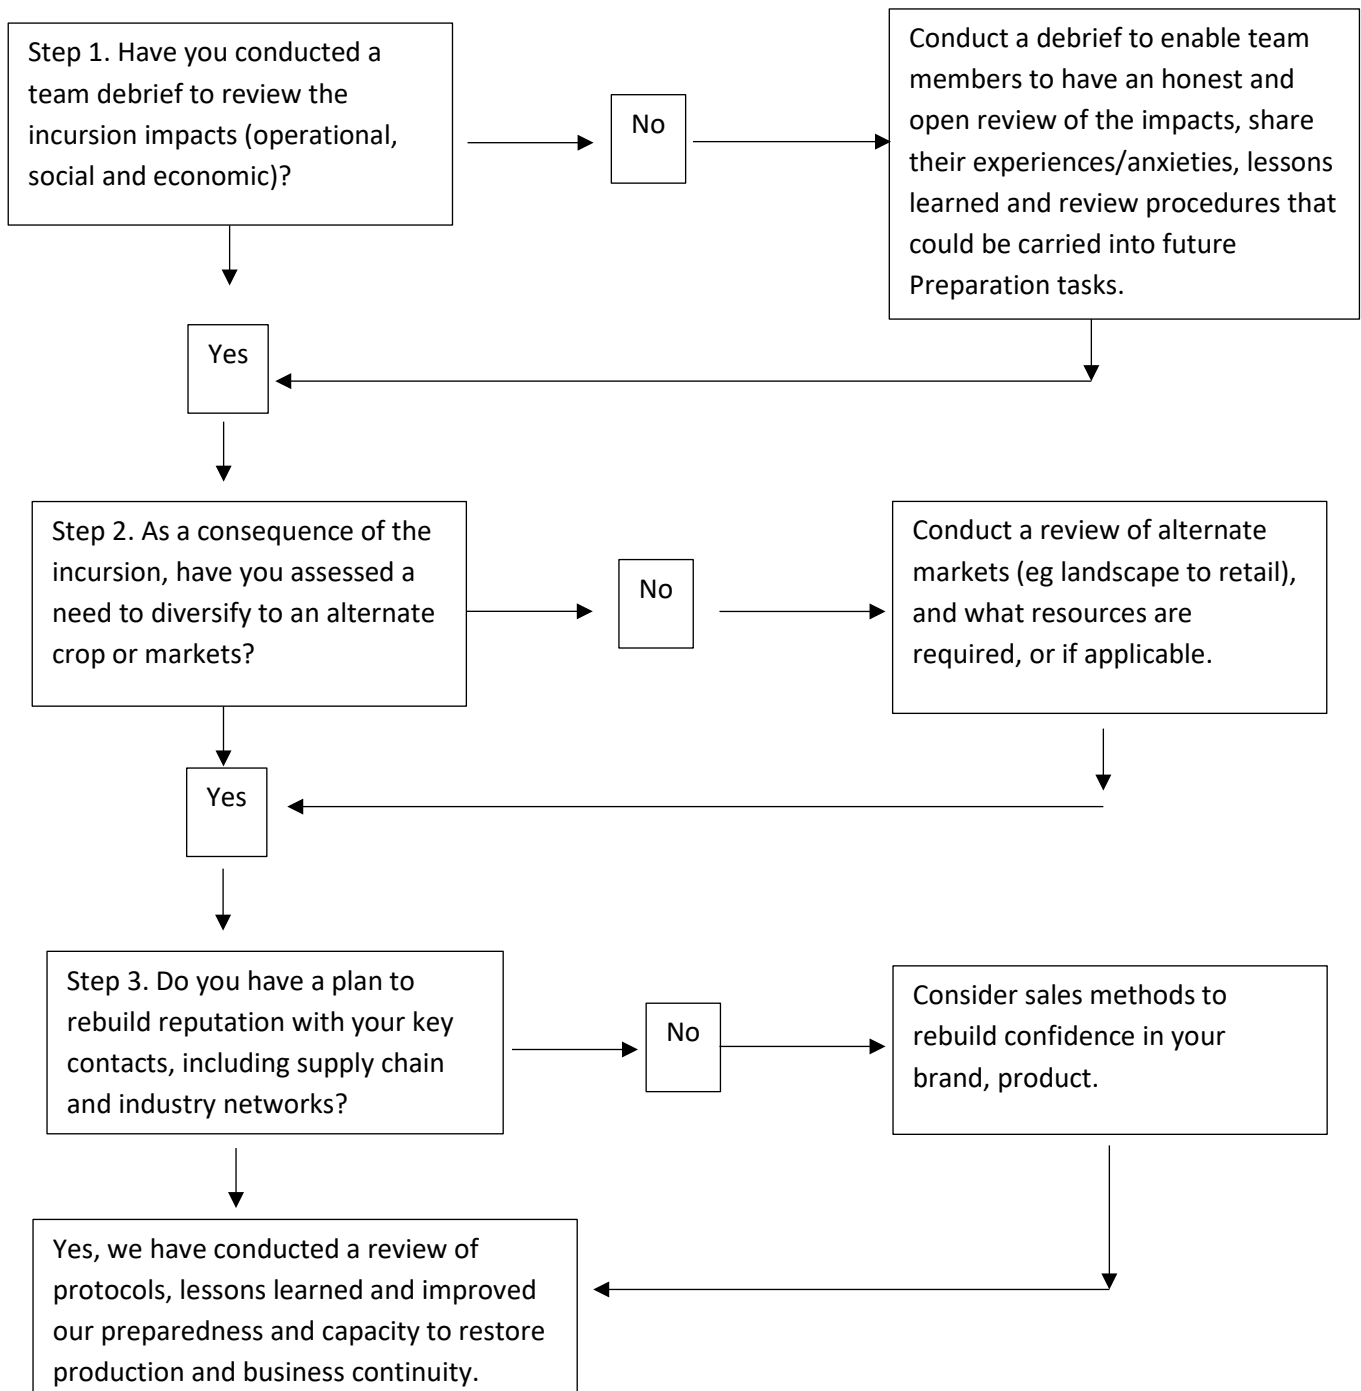 Step 1. Have you conducted a
team debrief to review the
incursion impacts (operational,
social and economic)?
No
Conduct a debrief to enable team
members to have an honest and
open review of the impacts, share
their experiences/anxieties, lessons
learned and review procedures that
could be carried into future
Preparation tasks.
Yes
Step 2. As a consequence of the
incursion, have you assessed a
need to diversify to an alternate
crop or markets?
No
Conduct a review of alternate
markets (eg landscape to retail),
and what resources are
required, or if applicable.
Yes
Step 3. Do you have a plan to
rebuild reputation with your key
contacts, including supply chain
and industry networks?
No
Consider sales methods to
rebuild confidence in your
brand, product.
Yes, we have conducted a review of
protocols, lessons learned and improved
our preparedness and capacity to restore
production and business continuity.